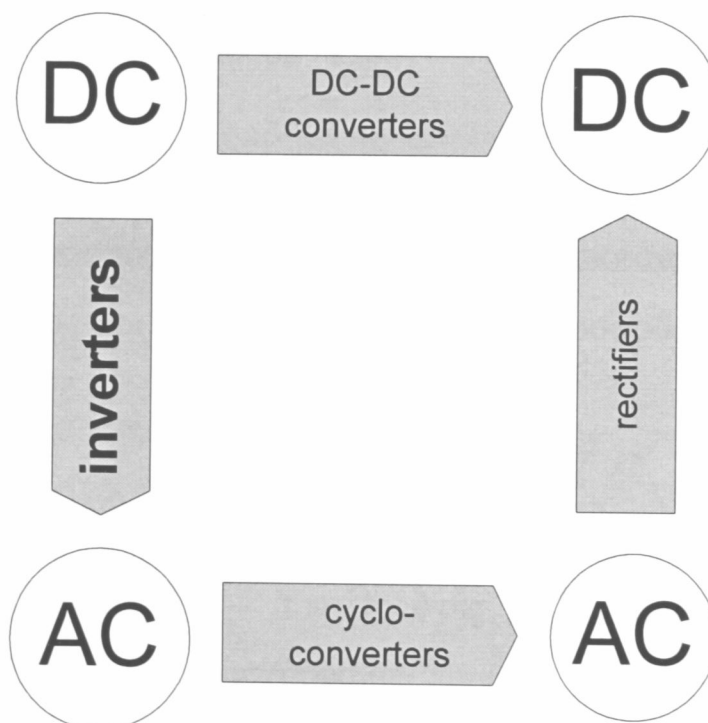 DC
DC-DC
converters
DC
inverters
rectifiers
AC
cyclo-
converters
AC